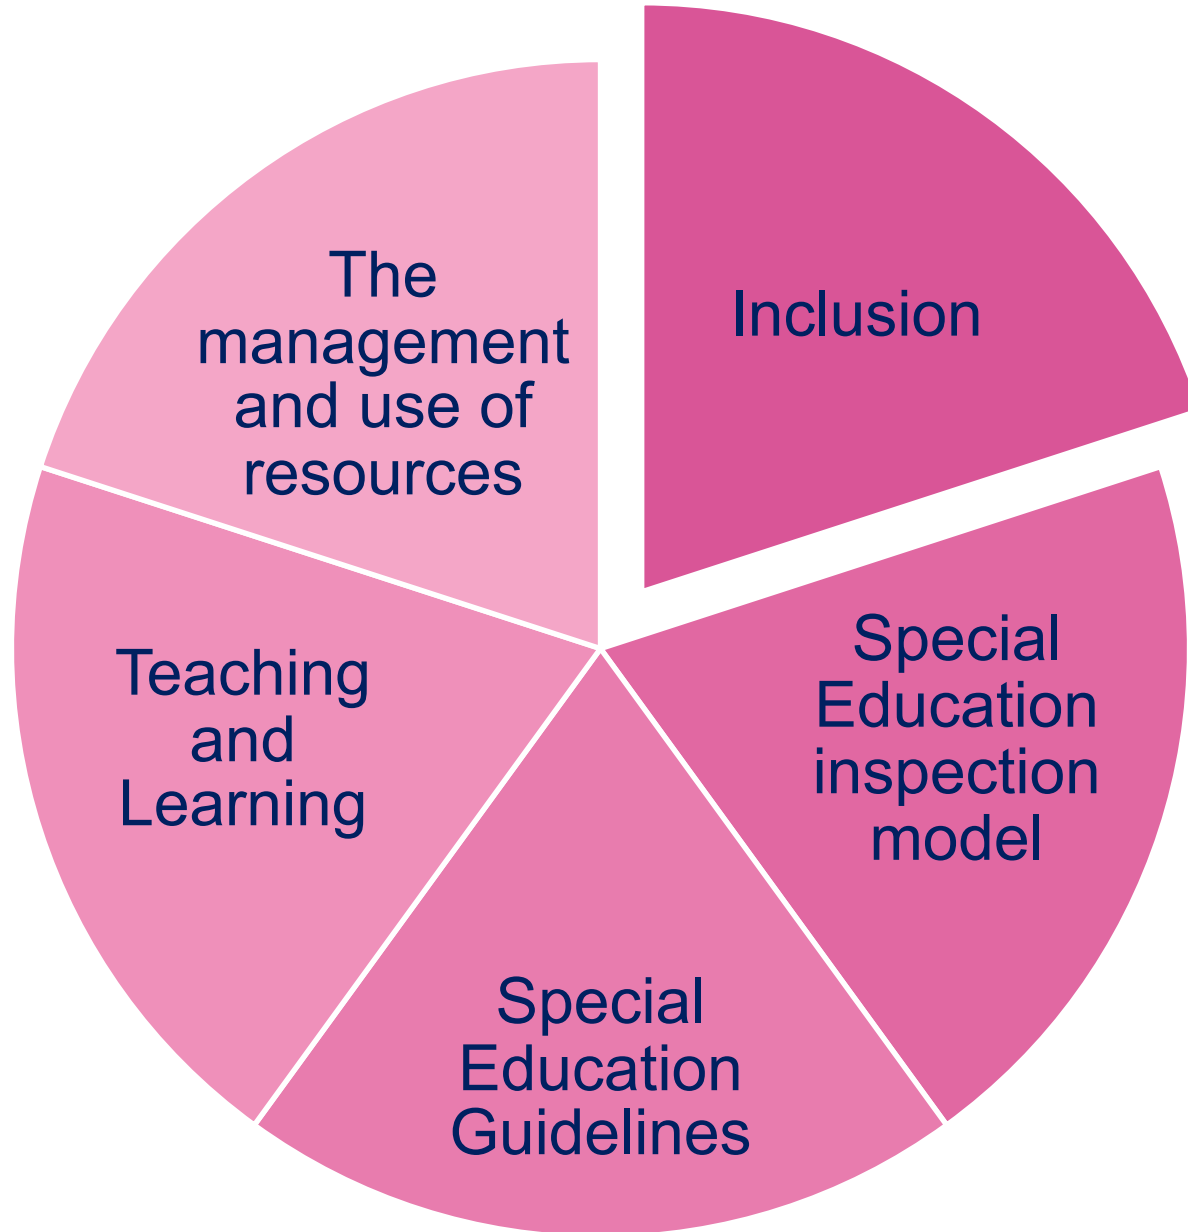 Inclusion
Special
Education
inspection
model
Special
Education
Guidelines
Teaching
and
Learning
The
management
and use of
resources